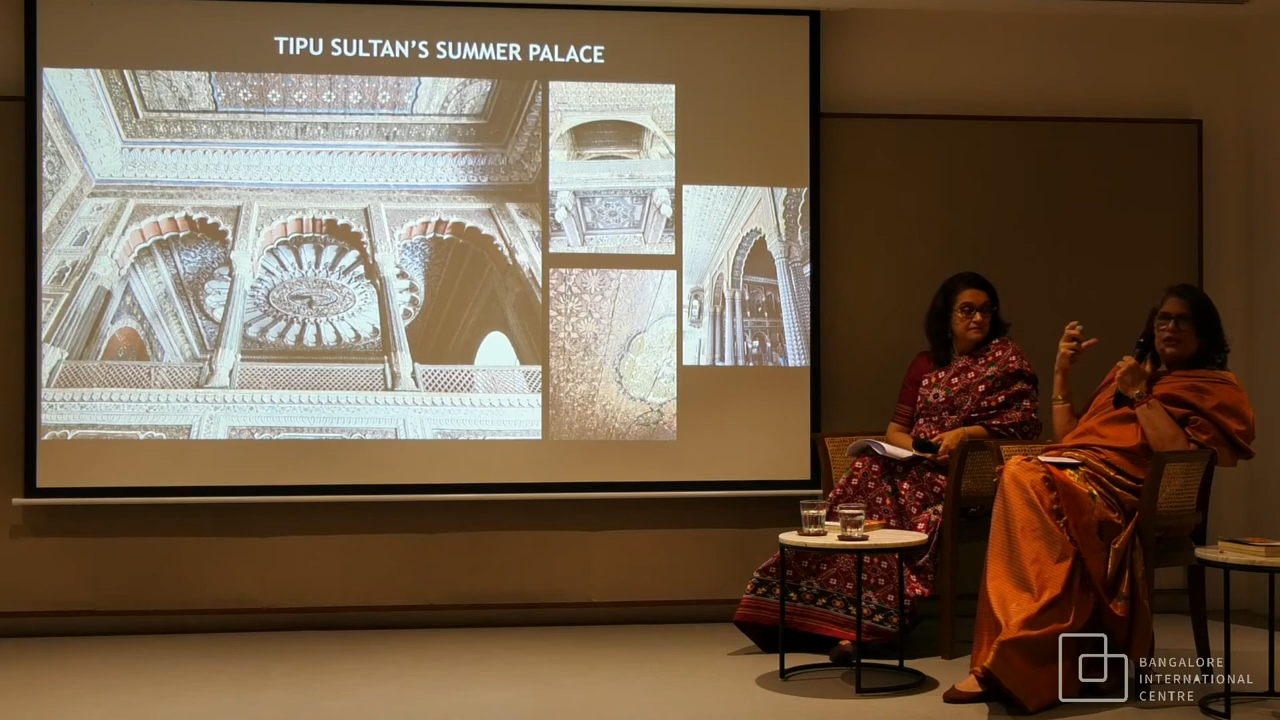 TIPU SULTAN'S SUMMER PALACE
BANGALORE
INTERNATIONAL
CENTRE